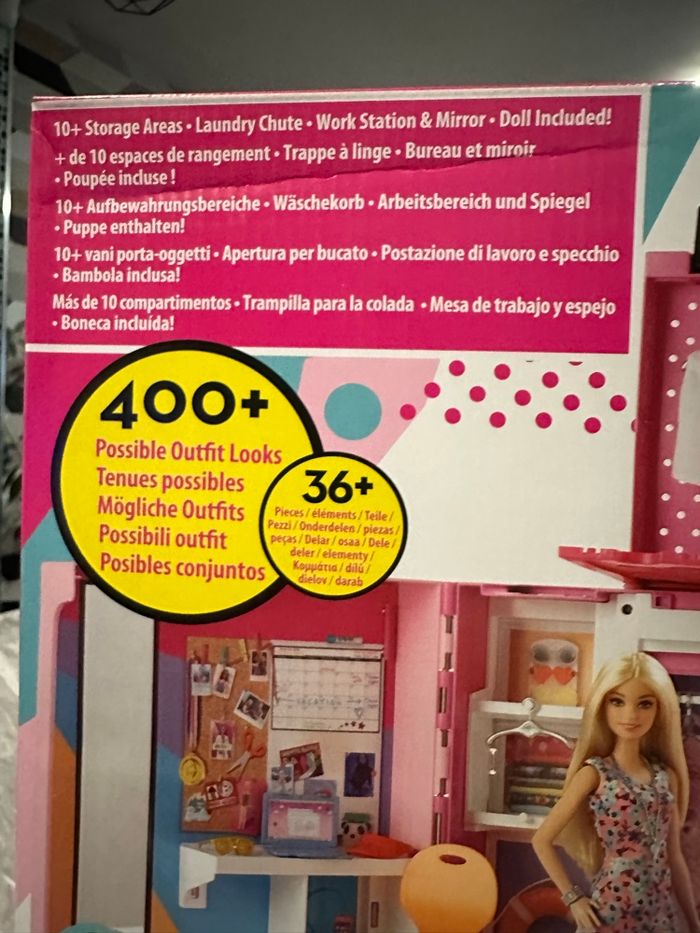 10+ Storage Areas • Laundry Chute • Work Station & Mirror • Doll Included!
+ de 10 espaces de rangement • Trappe à linge • Bureau et miroir
• Poupée incluse !
10+ Aufbewahrungsbereiche • Wäschekorb • Arbeitsbereich und Spiegel
• Puppe enthalten!
10+ vani porta-oggetti • Apertura per bucato • Postazione di lavoro e specchio
• Bambola inclusa!
Más de 10 compartimentos • Trampilla para la colada • Mesa de trabajo y espejo
• Boneca incluída!
400+
Possible Outfit Looks
Tenues possibles
Mögliche Outfits
Possibili outfit
Posibles conjuntos
36+
Pieces / éléments / Teile /
Pezzi / Onderdelen / piezas /
peças / Delar / osaa / Dele /
deler / elementy /
Κομμάτια / dílů /
dielov / darab
VACATION